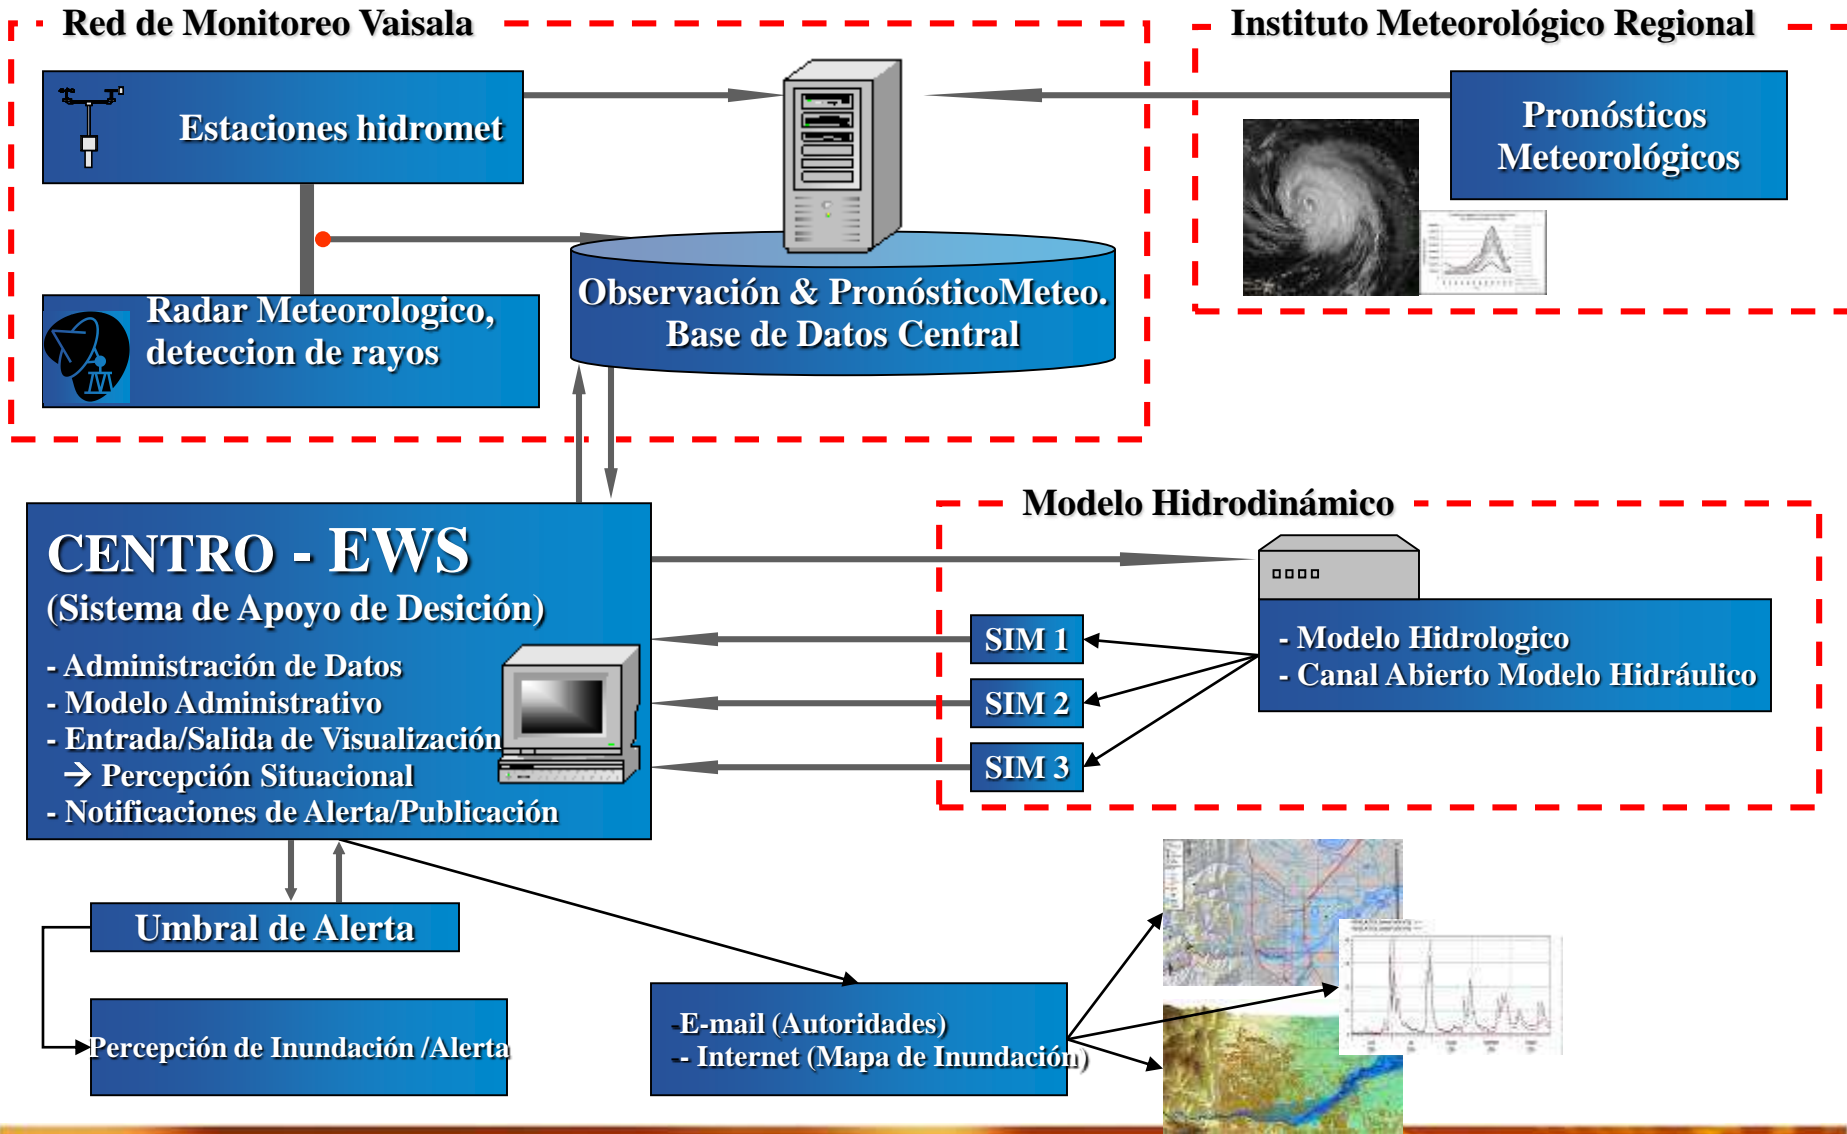 Red de Monitoreo Vaisala
Instituto Meteorológico Regional
Estaciones hidromet
Pronósticos
Meteorológicos
Radar Meteorologico,
deteccion de rayos
Observación & PronósticoMeteo.
Base de Datos Central
CENTRO - EWS
(Sistema de Apoyo de Desición)
- Administración de Datos
- Modelo Administrativo
- Entrada/Salida de Visualización
→ Percepción Situacional
- Notificaciones de Alerta/Publicación
Modelo Hidrodinámico
- Modelo Hidrologico
- Canal Abierto Modelo Hidráulico
SIM 1
SIM 2
SIM 3
Umbral de Alerta
Percepción de Inundación /Alerta
-E-mail (Autoridades)
- Internet (Mapa de Inundación)